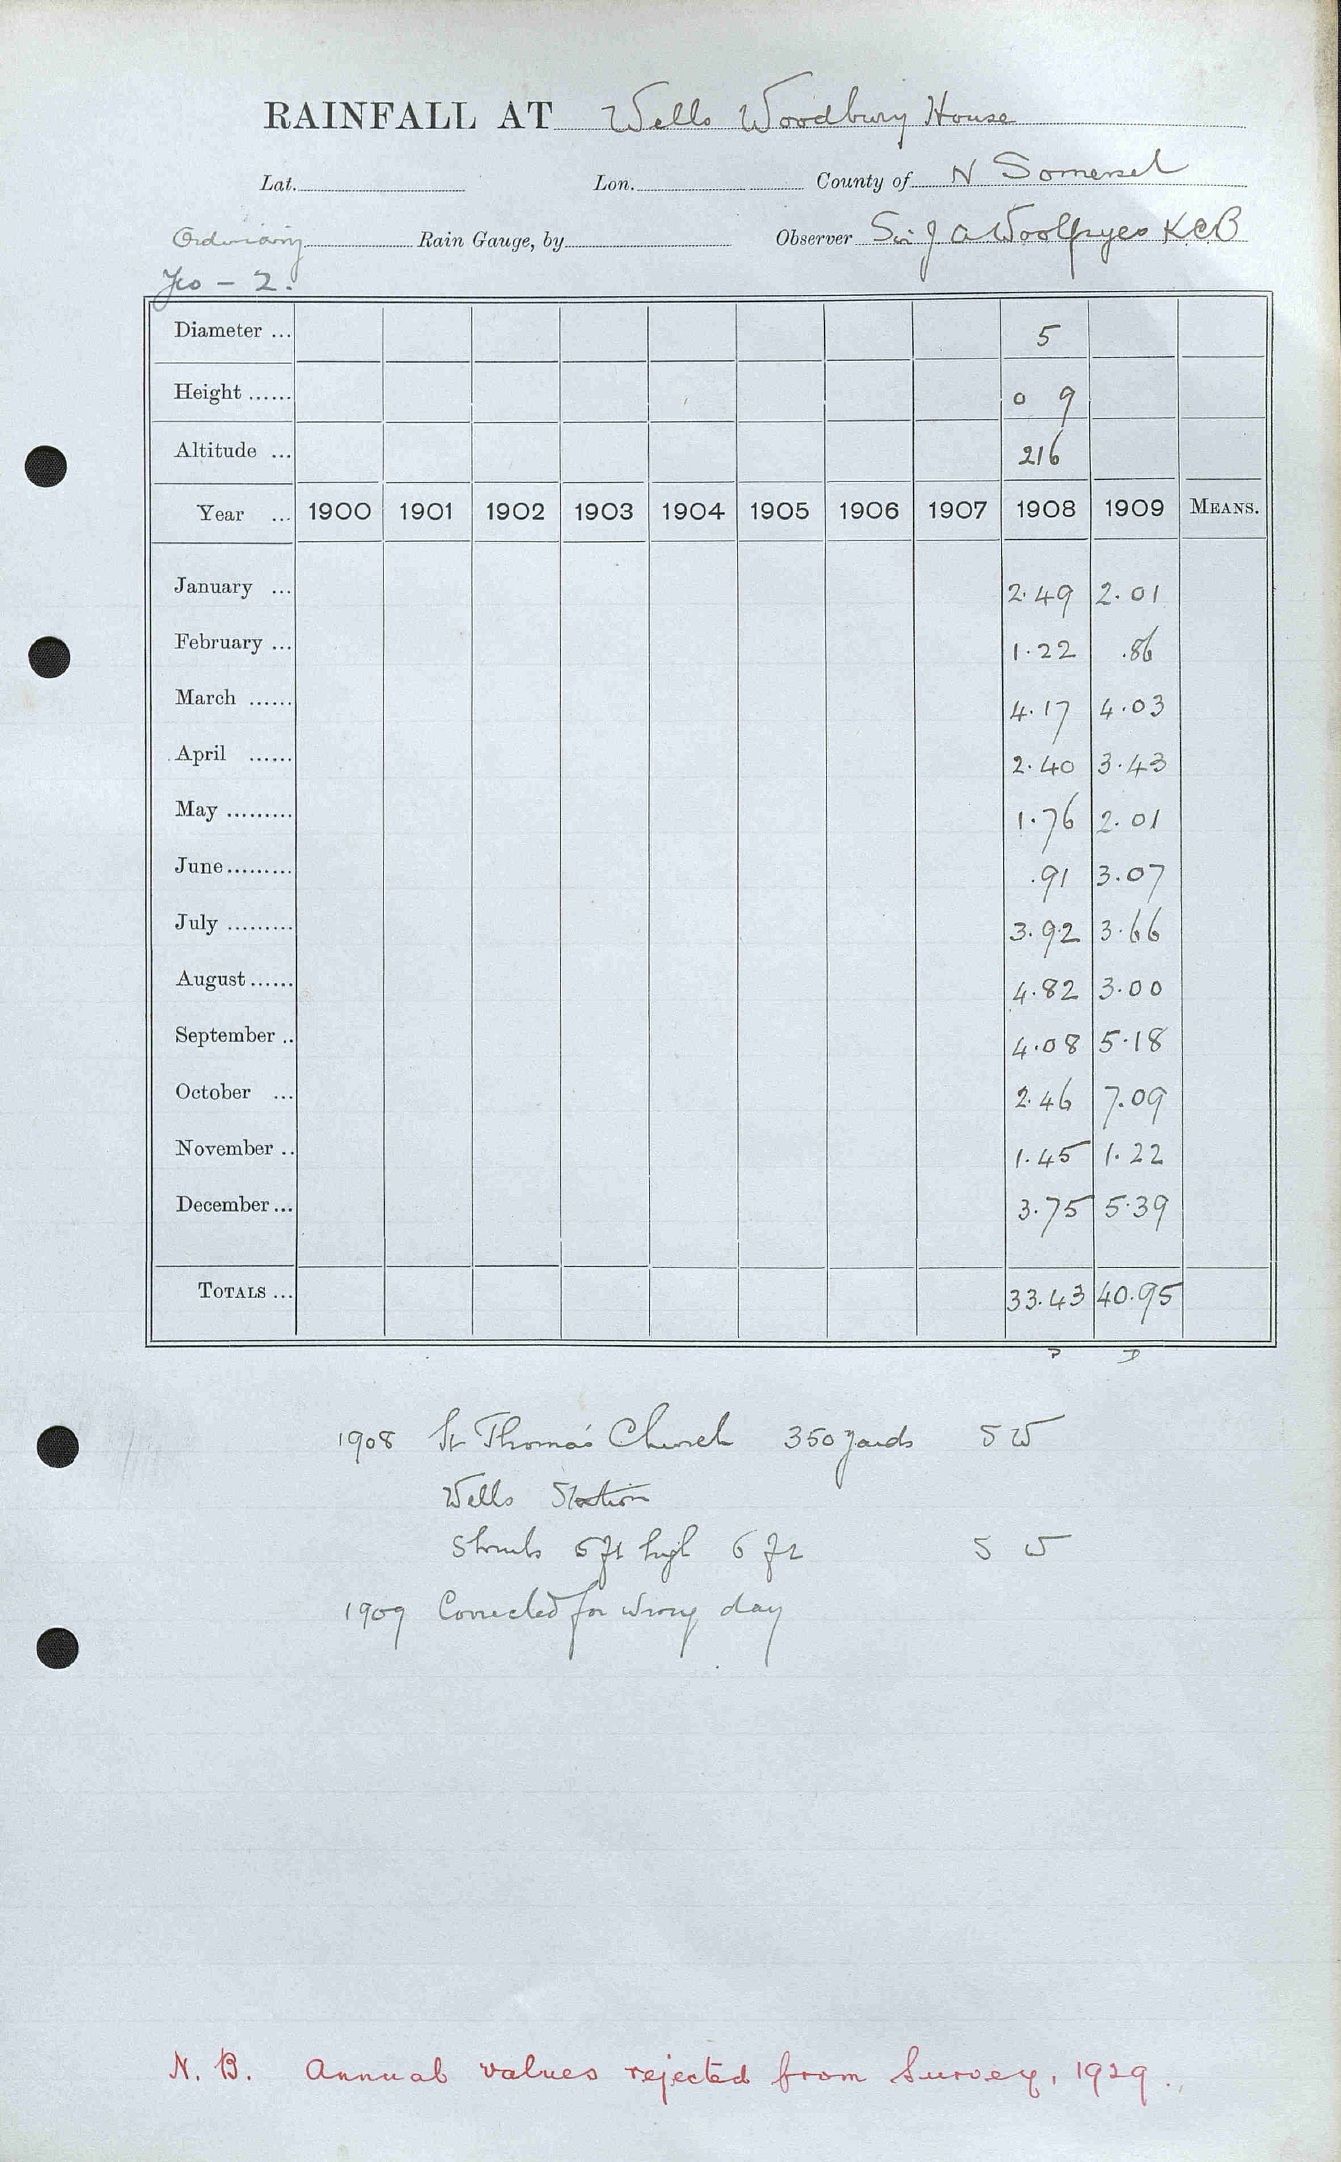 RAINFALL AT Wells Woodbury House
Lat. Lon. County of N Somerset
Ordinary Rain Gauge, by Observer Sir J A Woolfryes KCB
- 2.
Diameter ... 5
Height ...... 0 9
Altitude ... 216
Year ... 1900 1901 1902 1903 1904 1905 1906 1907 1908 1909 MEANS.
January ... 2.49 2.01
February ... 1.22 .86
March ...... 4.17 4.03
April ...... 2.40 3.43
May ......... 1.76 2.01
June ......... .91 3.07
July ......... 3.92 3.66
August ...... 4.82 3.00
September .. 4.08 5.18
October ... 2.46 7.09
November .. 1.45 1.22
December ... 3.75 5.39
TOTALS ... 33.43 40.95
1908 St Thomas Church 350 yards SW
Wells Station
Shrubs 5 ft high 6 ft S W
1909 Corrected for wrong day
N. B. Annual values rejected from Survey, 1929.